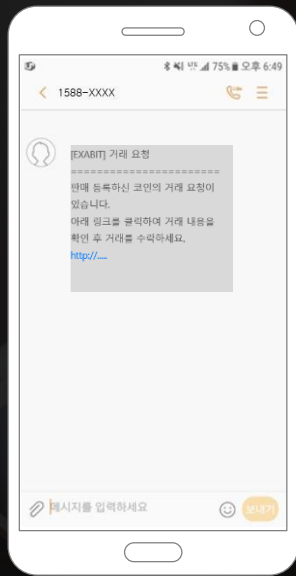 75% 오후 6:49
1588-XXXX
[EXABIT] 거래 요청
=======================
판매 등록하신 코인의 거래 요청이
있습니다.
아래 링크를 클릭하여 거래 내용을
확인 후 거래를 수락하세요.
http://....
메시지를 입력하세요
보내기